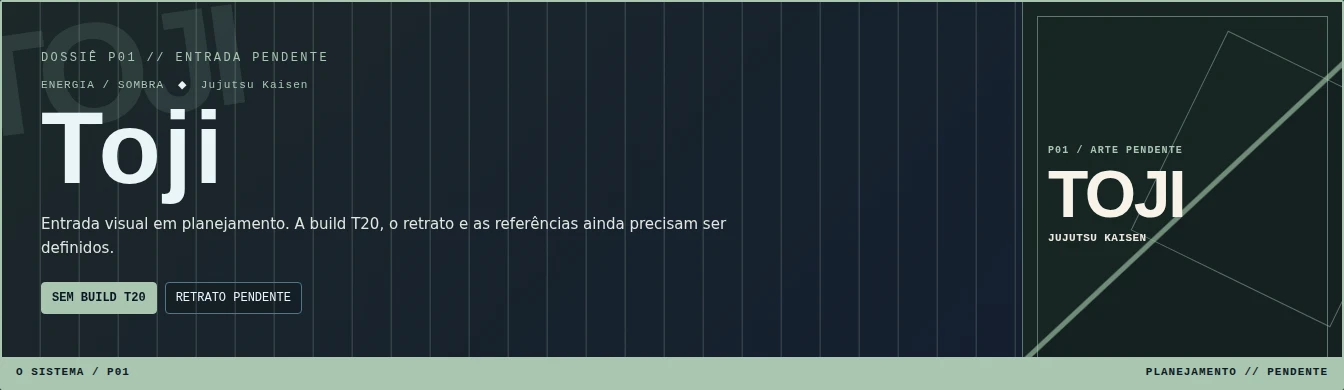 TOJI
DOSSIÊ P01 // ENTRADA PENDENTE
ENERGIA / SOMBRA ◆ Jujutsu Kaisen
Toji
Entrada visual em planejamento. A build T20, o retrato e as referências ainda precisam ser
definidos.
SEM BUILD T20
RETRATO PENDENTE
P01 / ARTE PENDENTE
TOJI
JUJUTSU KAISEN
O SISTEMA / P01
PLANEJAMENTO // PENDENTE